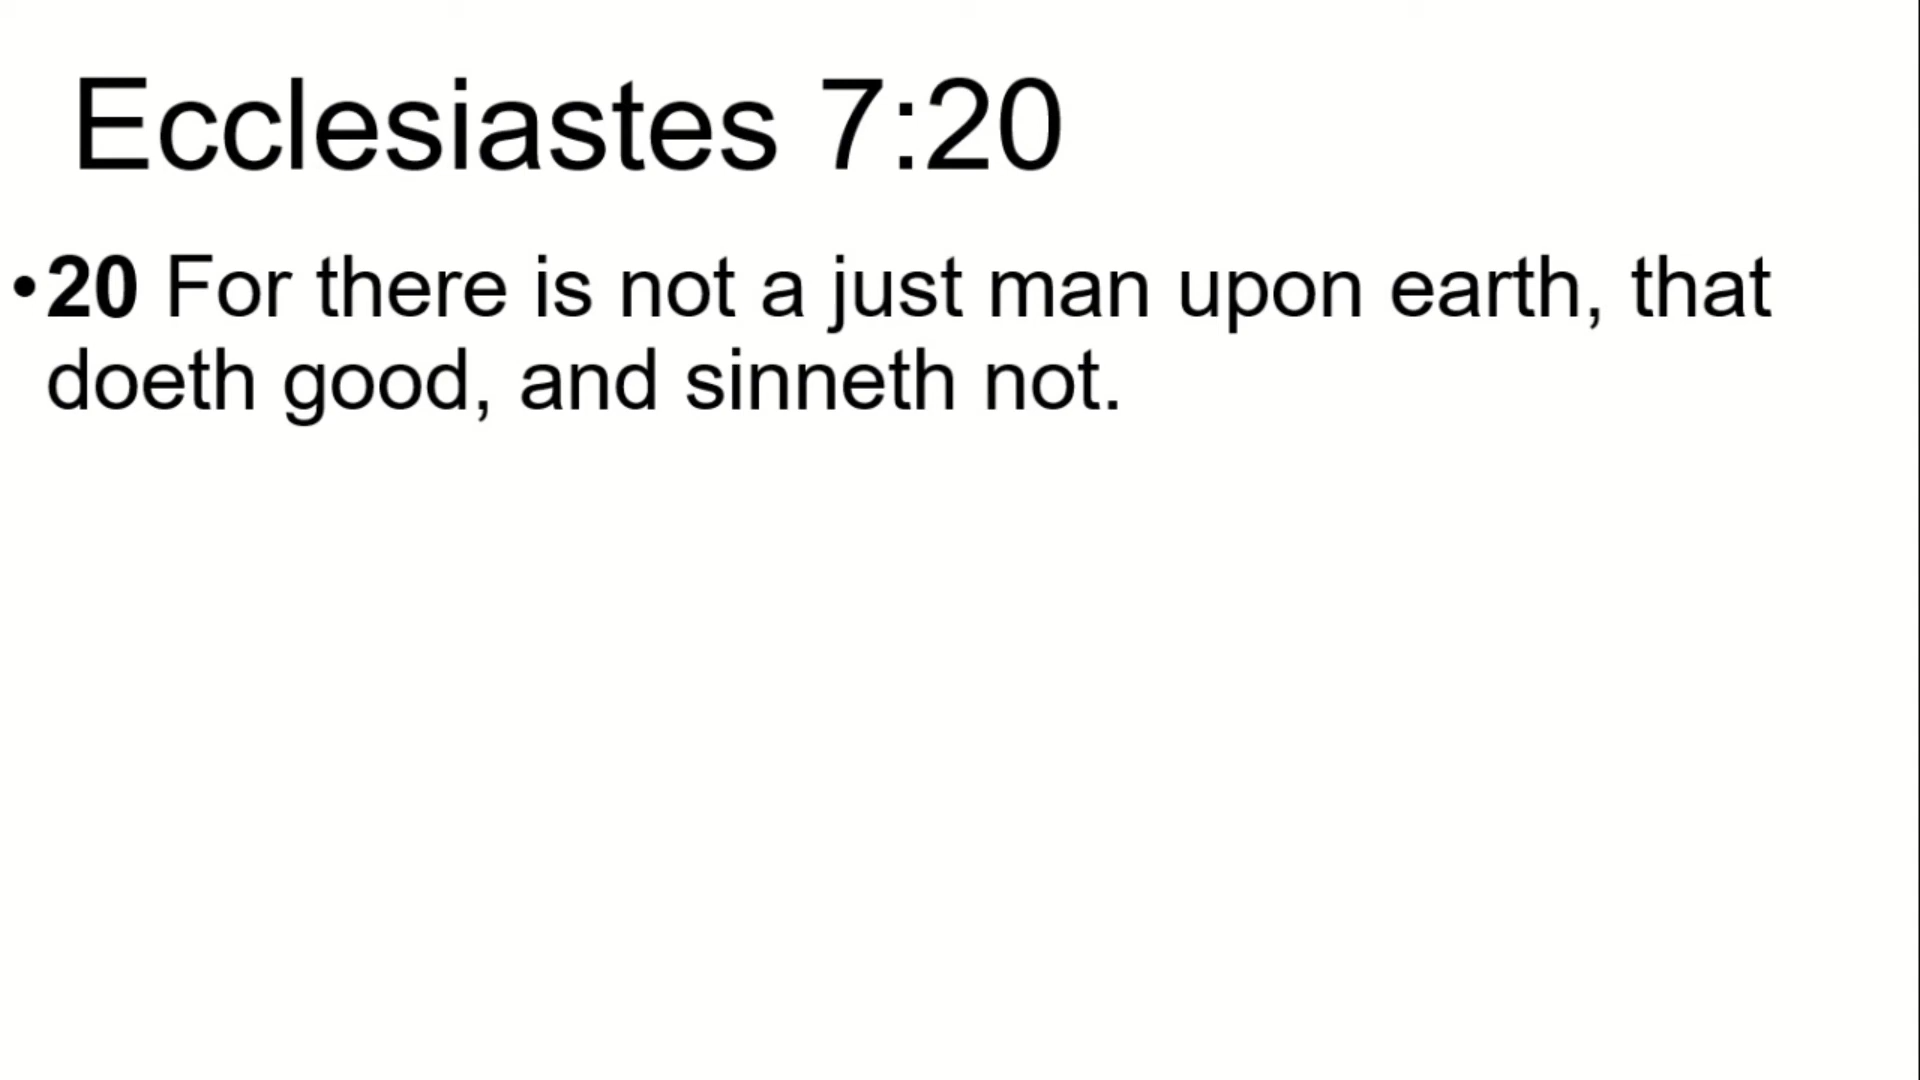 Ecclesiastes 7:20
•20 For there is not a just man upon earth, that
doeth good, and sinneth not.